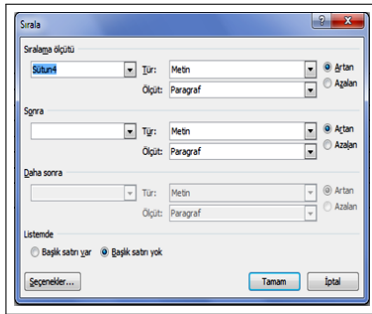 Sırala
Sıralama ölçütü
Sütun4 Tür: Metin Artan
Ölçüt: Paragraf Azalan
Sonra
Tür: Metin Artan
Ölçüt: Paragraf Azalan
Daha sonra
Tür: Metin Artan
Ölçüt: Paragraf Azalan
Listemde
Başlık satırı var Başlık satırı yok
Seçenekler... Tamam İptal